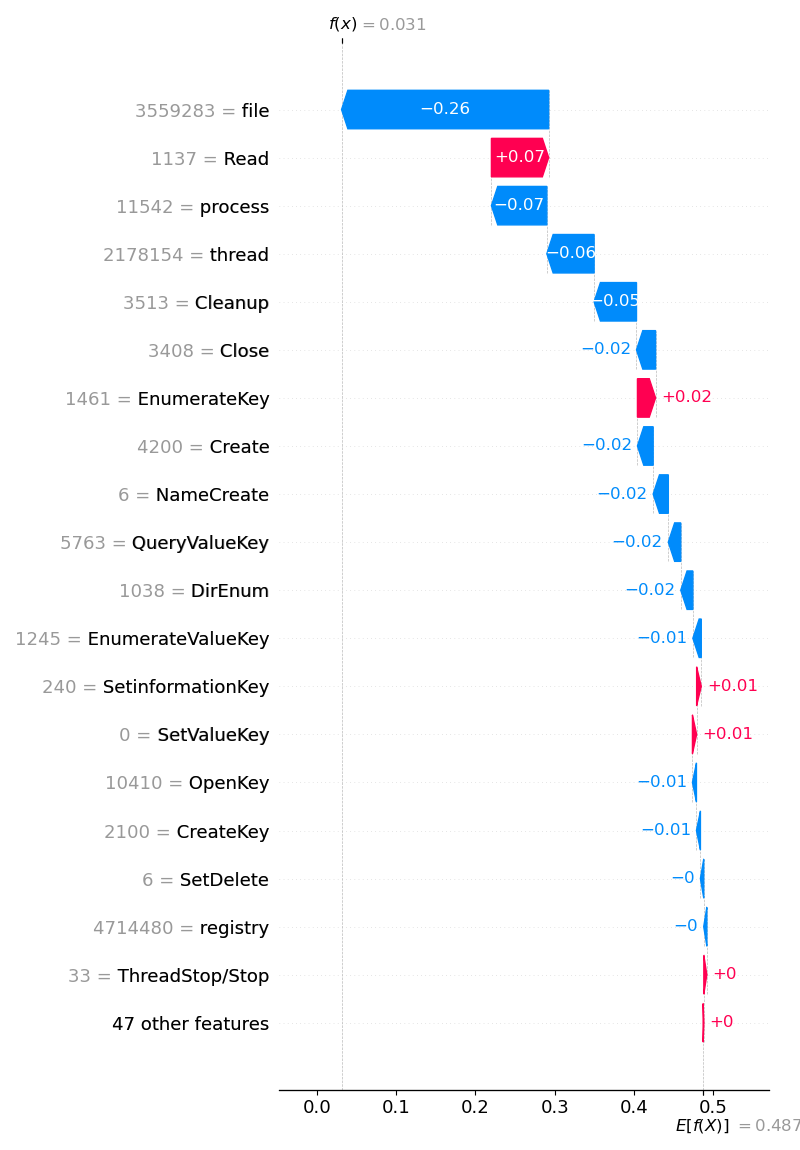 f(x) = 0.031
3559283 = file −0.26
1137 = Read +0.07
11542 = process −0.07
2178154 = thread −0.06
3513 = Cleanup −0.05
3408 = Close −0.02
1461 = EnumerateKey +0.02
4200 = Create −0.02
6 = NameCreate −0.02
5763 = QueryValueKey −0.02
1038 = DirEnum −0.02
1245 = EnumerateValueKey −0.01
240 = SetinformationKey +0.01
0 = SetValueKey +0.01
10410 = OpenKey −0.01
2100 = CreateKey −0.01
6 = SetDelete −0
4714480 = registry −0
33 = ThreadStop/Stop +0
47 other features +0
0.0 0.1 0.2 0.3 0.4 0.5
E[f(X)] = 0.487